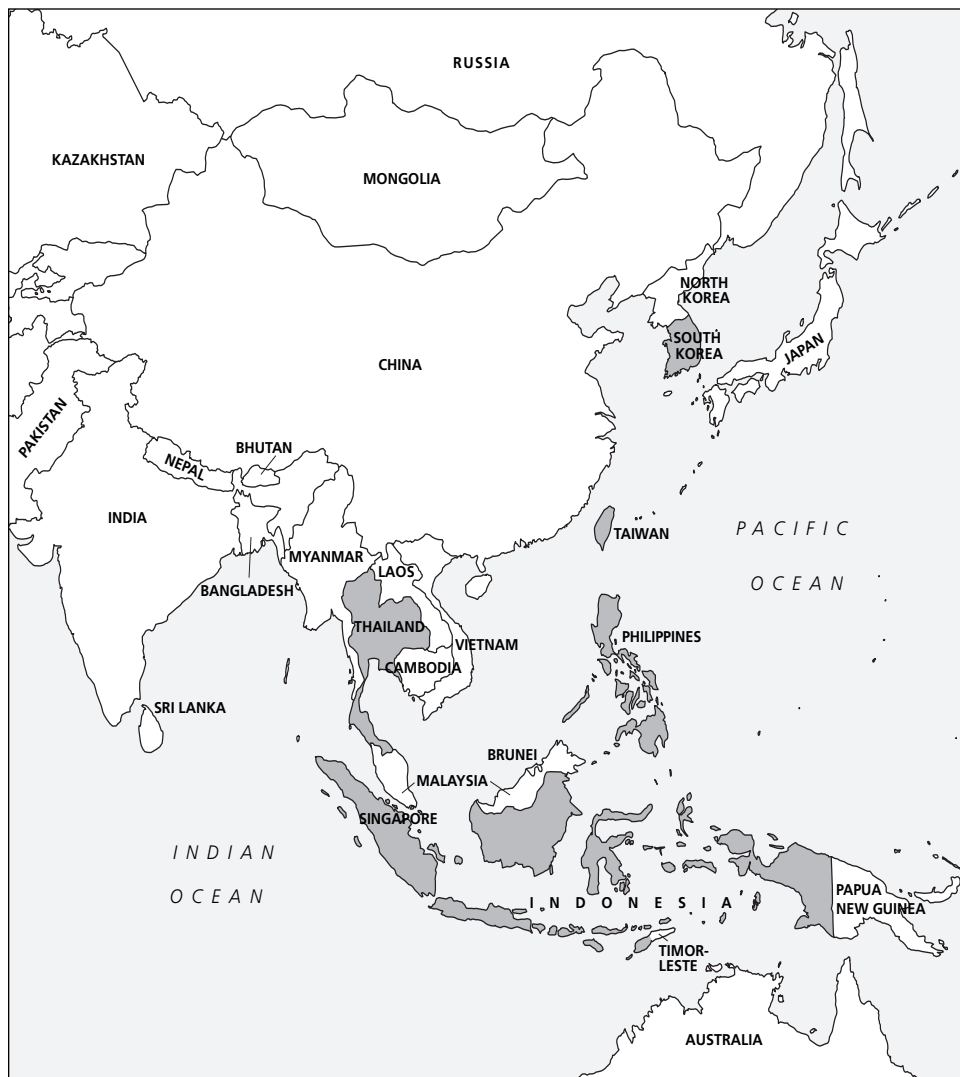 RUSSIA
KAZAKHSTAN
MONGOLIA
NORTH
KOREA
SOUTH
KOREA
JAPAN
CHINA
PAKISTAN
BHUTAN
NEPAL
INDIA
TAIWAN
PACIFIC
OCEAN
MYANMAR
LAOS
BANGLADESH
THAILAND
PHILIPPINES
VIETNAM
CAMBODIA
SRI LANKA
BRUNEI
MALAYSIA
SINGAPORE
INDIAN
OCEAN
INDONESIA
PAPUA
NEW GUINEA
TIMOR-
LESTE
AUSTRALIA